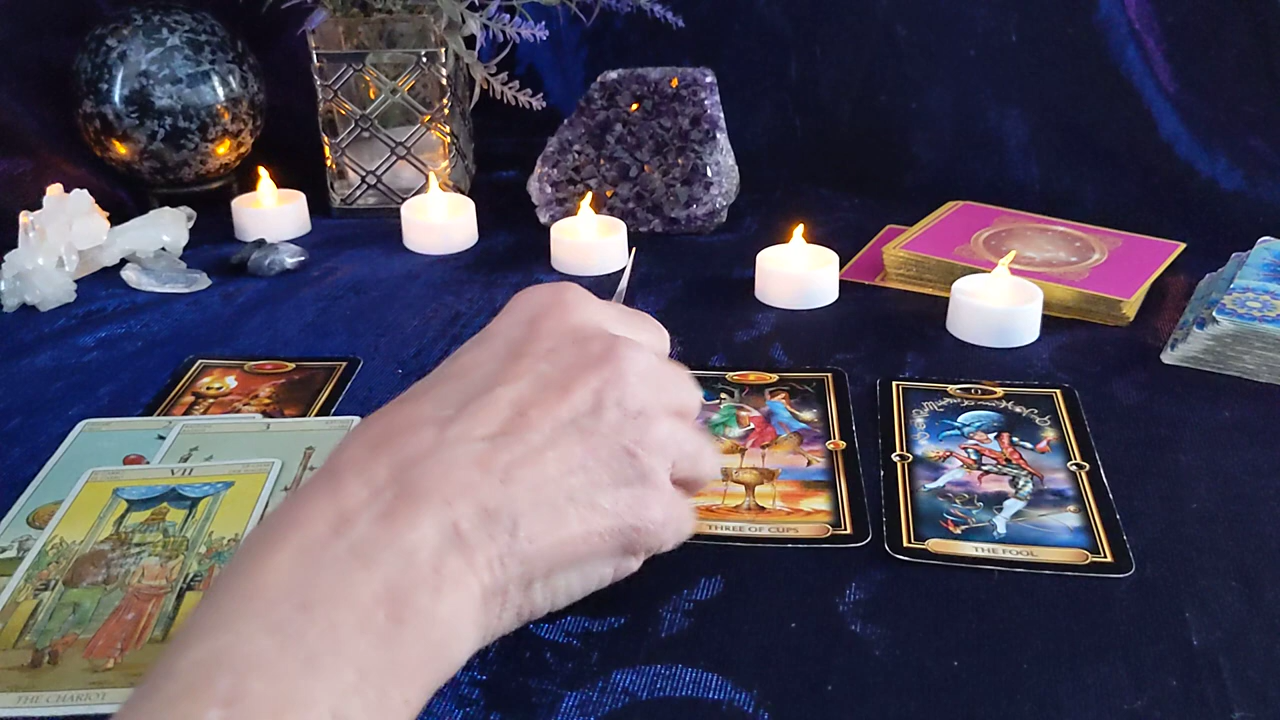 VII
THE CHARIOT
THREE OF CUPS
0
THE FOOL